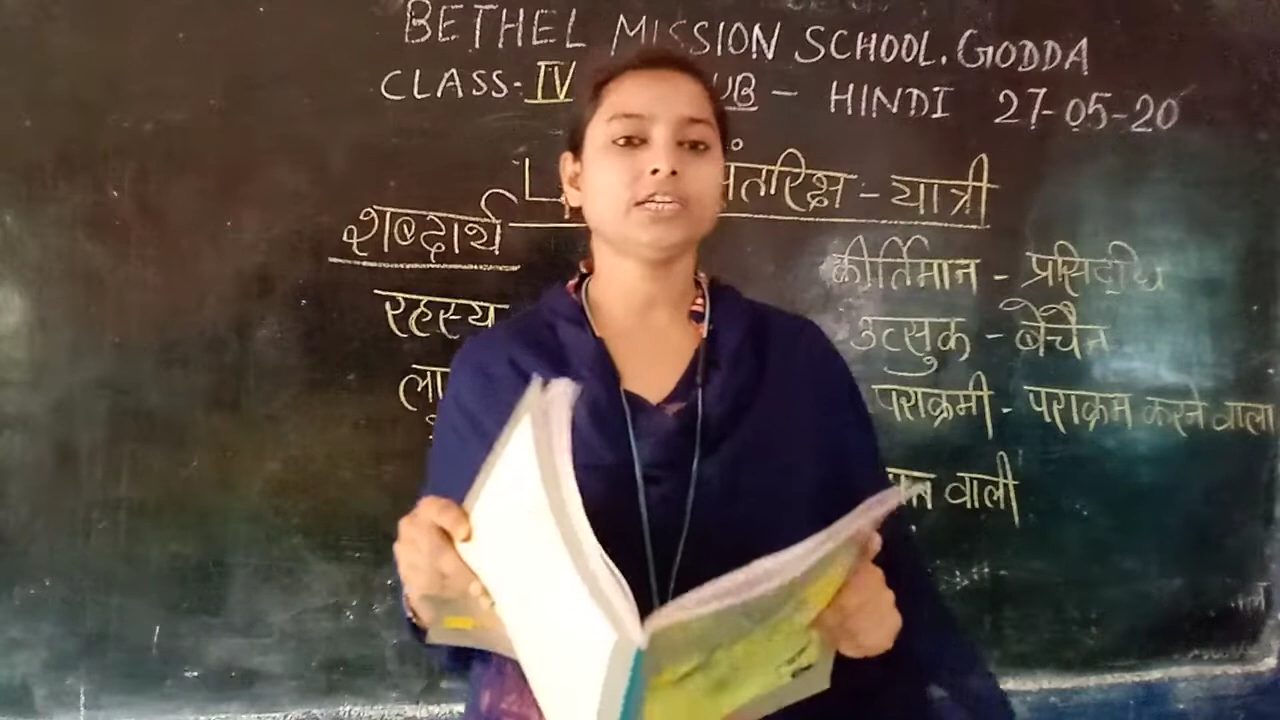 BETHEL MISSION SCHOOL. GODDA
CLASS- IV UB - HINDI 27-05-20
L अंतरिक्ष - यात्री
शब्दार्थ
रहस्य
कीर्तिमान - प्रसिद्धि
उत्सुक - बेचैन
पराक्रमी - पराक्रम करने वाला
वाली